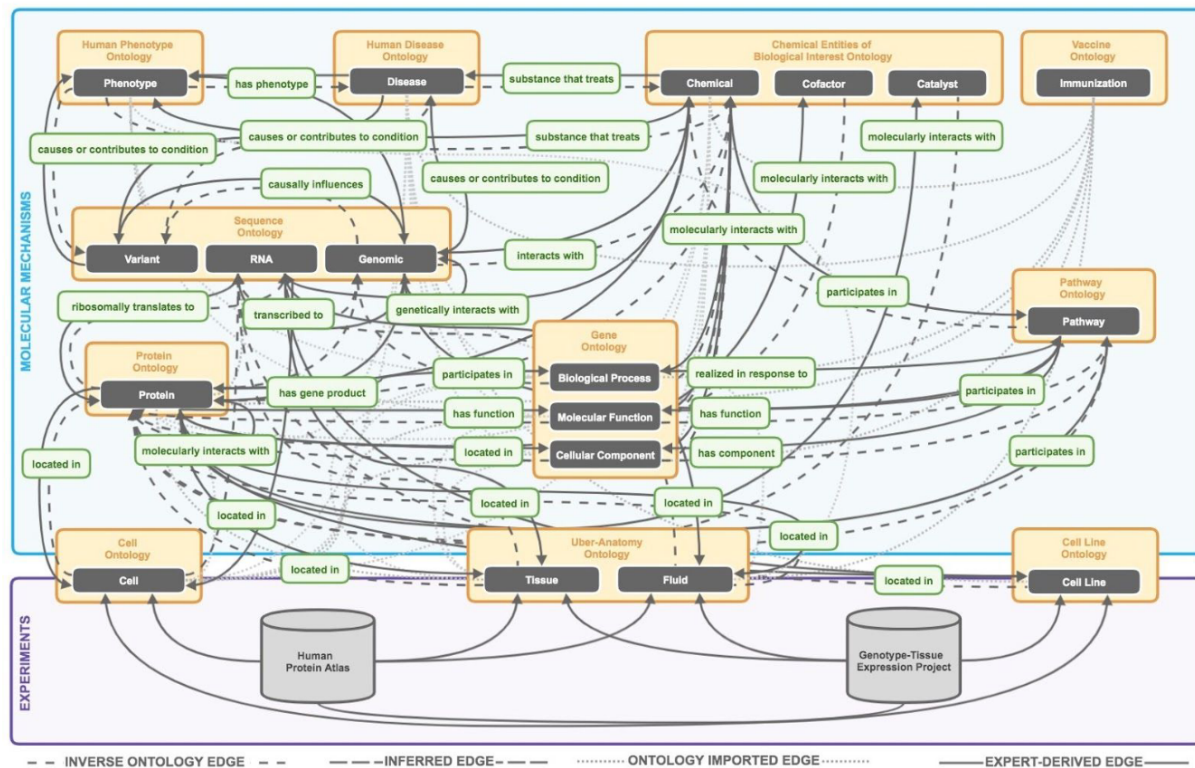 Human Phenotype
Ontology
Phenotype
Human Disease
Ontology
Disease
Chemical Entities of
Biological Interest Ontology
Chemical
Cofactor
Catalyst
Vaccine
Ontology
Immunization
has phenotype
substance that treats
causes or contributes to condition
causes or contributes to condition
substance that treats
molecularly interacts with
causally influences
causes or contributes to condition
molecularly interacts with
MOLECULAR MECHANISMS
Sequence
Ontology
Variant
RNA
Genomic
interacts with
molecularly interacts with
ribosomally translates to
transcribed to
genetically interacts with
participates in
Pathway
Ontology
Pathway
Gene
Ontology
Biological Process
Molecular Function
Cellular Component
Protein
Ontology
Protein
has gene product
participates in
realized in response to
participates in
has function
has function
located in
molecularly interacts with
located in
has component
participates in
located in
located in
located in
located in
Cell
Ontology
Cell
located in
Uber-Anatomy
Ontology
Tissue
Fluid
located in
Cell Line
Ontology
Cell Line
EXPERIMENTS
Human
Protein Atlas
Genotype-Tissue
Expression Project
INVERSE ONTOLOGY EDGE
INFERRED EDGE
ONTOLOGY IMPORTED EDGE
EXPERT-DERIVED EDGE